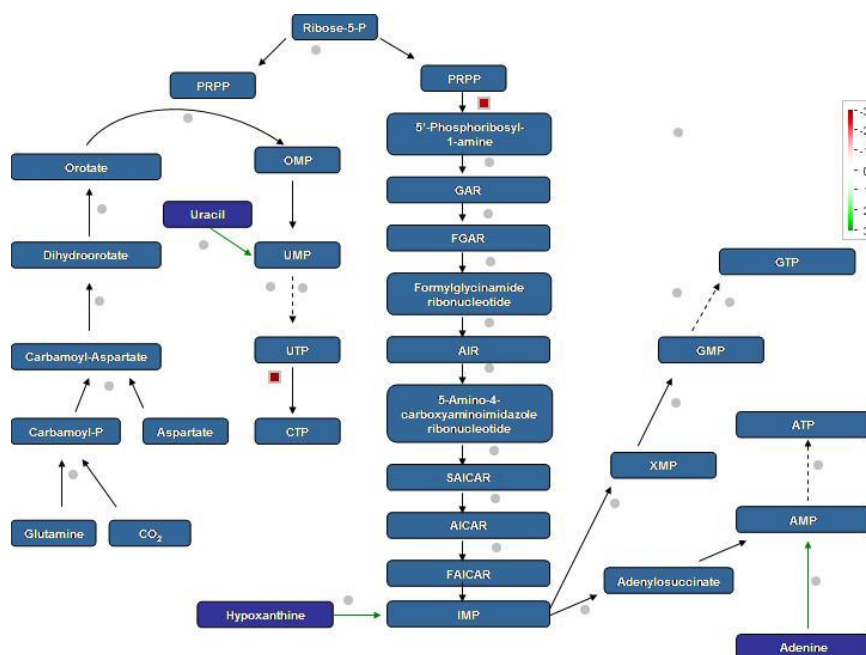 Ribose-5-P
PRPP
PRPP
5'-Phosphoribosyl-
1-amine
Orotate
OMP
GAR
Uracil
FGAR
Dihydroorotate
UMP
GTP
Formylglycinamide
ribonucleotide
Carbamoyl-Aspartate
UTP
AIR
GMP
5-Amino-4-
carboxyaminoimidazole
ribonucleotide
Carbamoyl-P
Aspartate
CTP
ATP
SAICAR
XMP
Glutamine
CO₂
AICAR
AMP
FAICAR
Adenylosuccinate
Hypoxanthine
IMP
Adenine